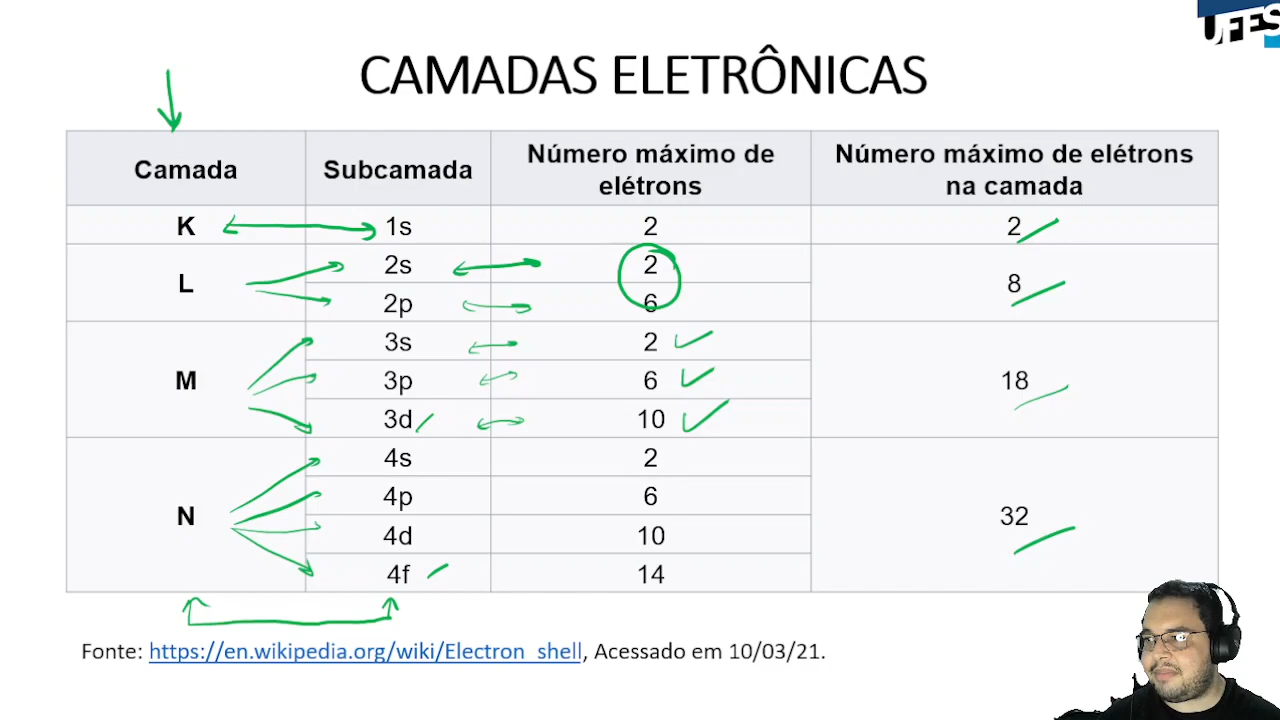 UFES
CAMADAS ELETRÔNICAS
Camada Subcamada Número máximo de elétrons Número máximo de elétrons na camada
K 1s 2 2
L 2s 2 8
2p 6
M 3s 2 18
3p 6
3d 10
N 4s 2 32
4p 6
4d 10
4f 14
Fonte: https://en.wikipedia.org/wiki/Electron_shell, Acessado em 10/03/21.